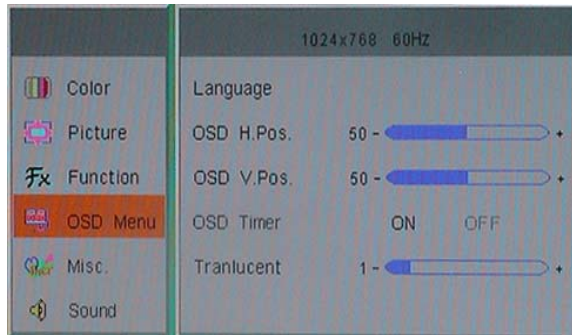 1024x768 60Hz
Color
Picture
Fx Function
OSD Menu
Misc.
Sound
Language
OSD H.Pos. 50 - +
OSD V.Pos. 50 - +
OSD Timer ON OFF
Tranlucent 1 - +